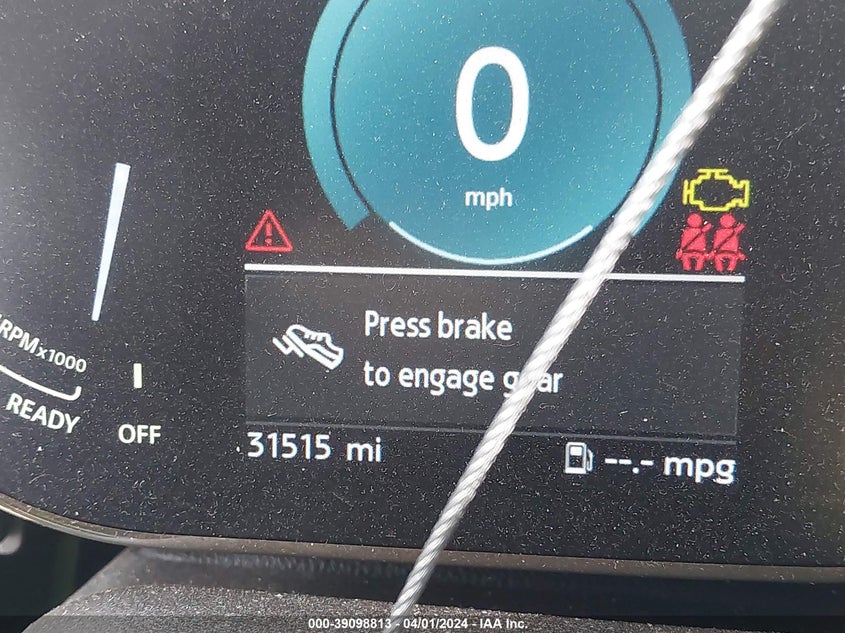 0
mph
Press brake
to engage gear
RPMx1000
READY
OFF
31515 mi
--.- mpg
000-39098813 - 04/01/2024 - IAA Inc.